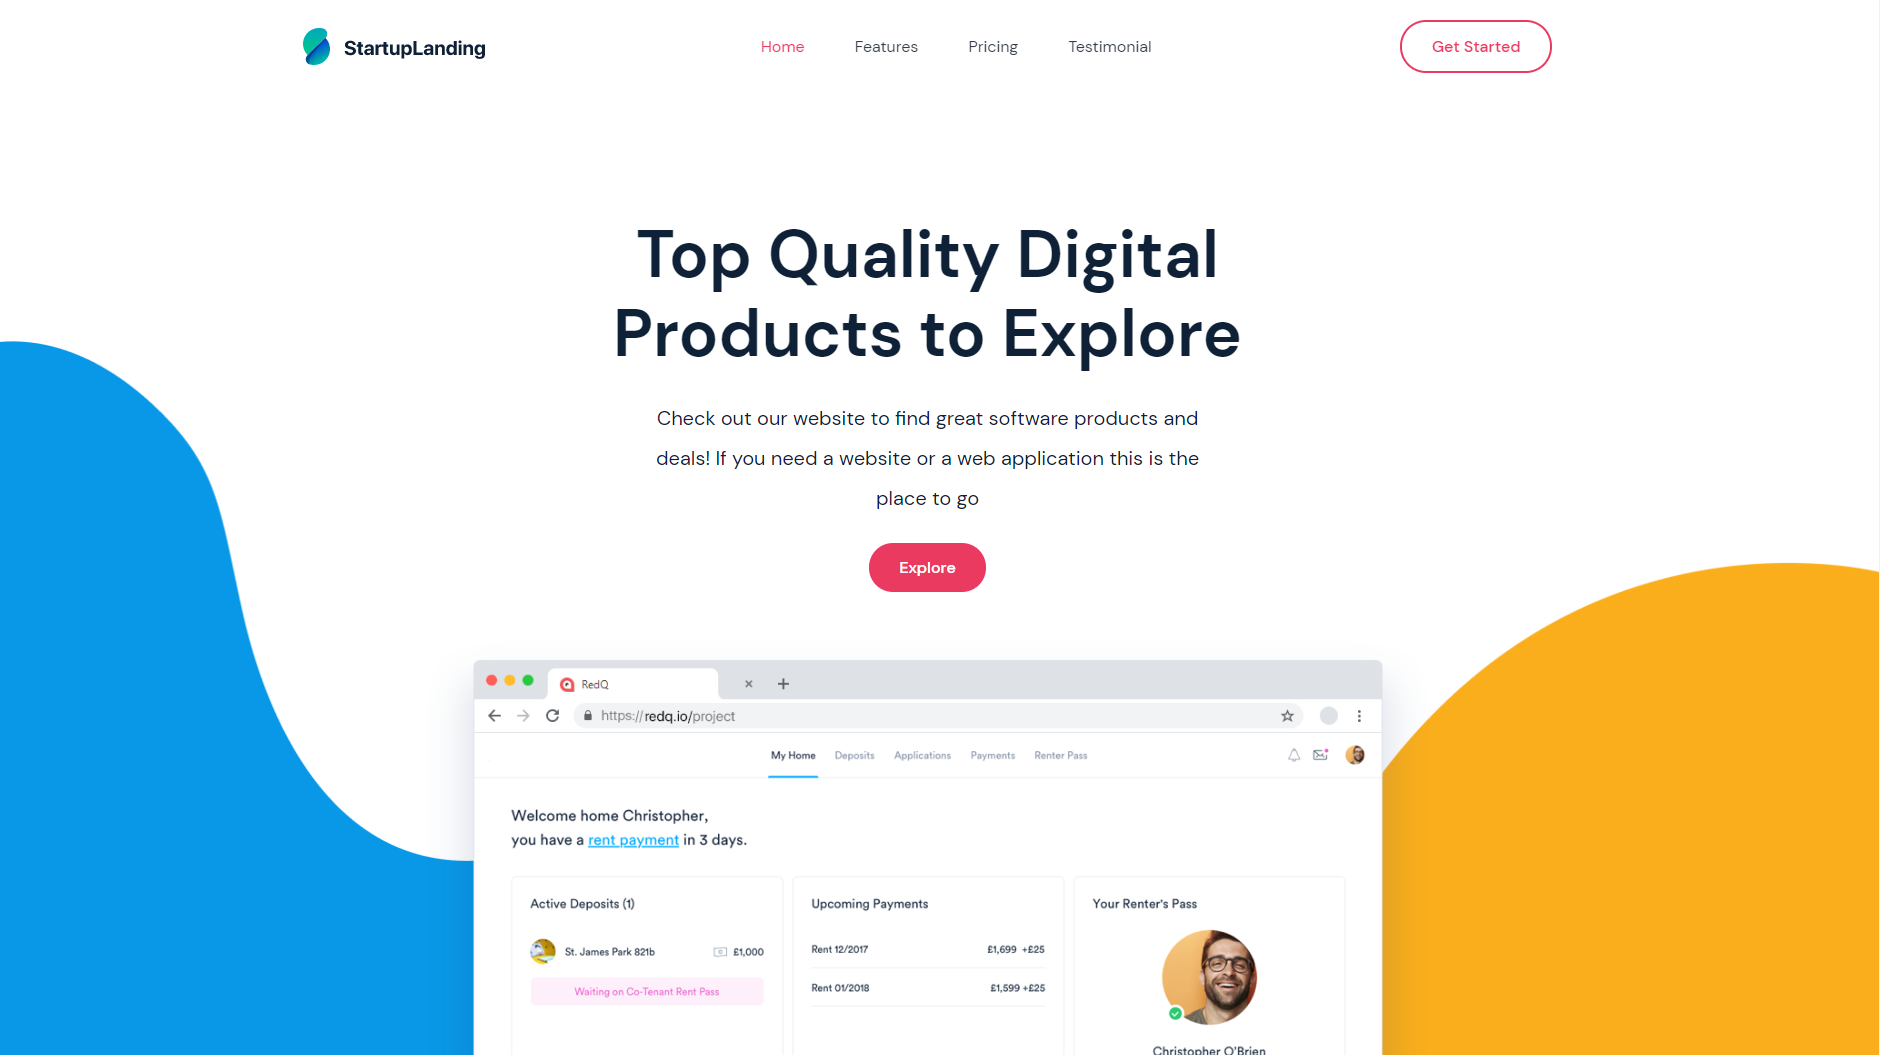 StartupLanding
Home Features Pricing Testimonial
Get Started
Top Quality Digital
Products to Explore
Check out our website to find great software products and
deals! If you need a website or a web application this is the
place to go
Explore
RedQ
https://redq.io/project
My Home Deposits Applications Payments Renter Pass
Welcome home Christopher,
you have a rent payment in 3 days.
Active Deposits (1)
St. James Park 821b £1,000
Waiting on Co-Tenant Rent Pass
Upcoming Payments
Rent 12/2017 £1,699 +£25
Rent 01/2018 £1,599 +£25
Your Renter's Pass
Christopher O'Brien